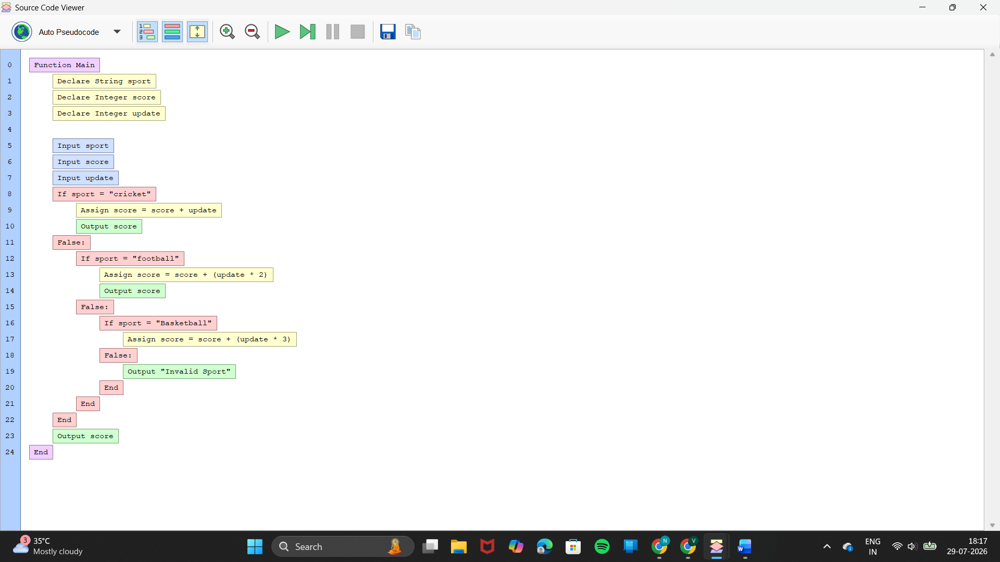 Source Code Viewer
Auto Pseudocode
0 Function Main
1 Declare String sport
2 Declare Integer score
3 Declare Integer update
4
5 Input sport
6 Input score
7 Input update
8 If sport = "cricket"
9 Assign score = score + update
10 Output score
11 False:
12 If sport = "football"
13 Assign score = score + (update * 2)
14 Output score
15 False:
16 If sport = "Basketball"
17 Assign score = score + (update * 3)
18 False:
19 Output "Invalid Sport"
20 End
21 End
22 End
23 Output score
24 End
3 35°C
Mostly cloudy
Search
N
V
W
ENG
IN
18:17
29-07-2026